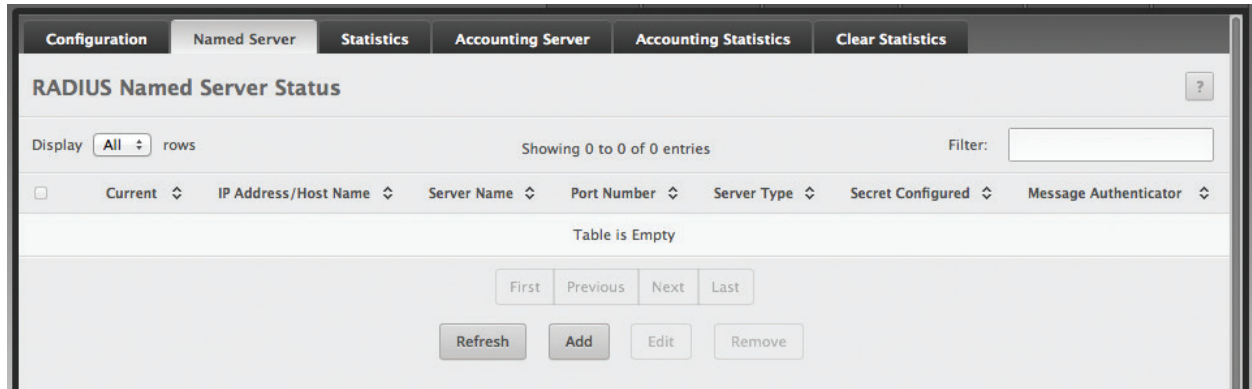 Configuration Named Server Statistics Accounting Server Accounting Statistics Clear Statistics
RADIUS Named Server Status ?
Display All rows Showing 0 to 0 of 0 entries Filter:
Current IP Address/Host Name Server Name Port Number Server Type Secret Configured Message Authenticator
Table is Empty
First Previous Next Last
Refresh Add Edit Remove